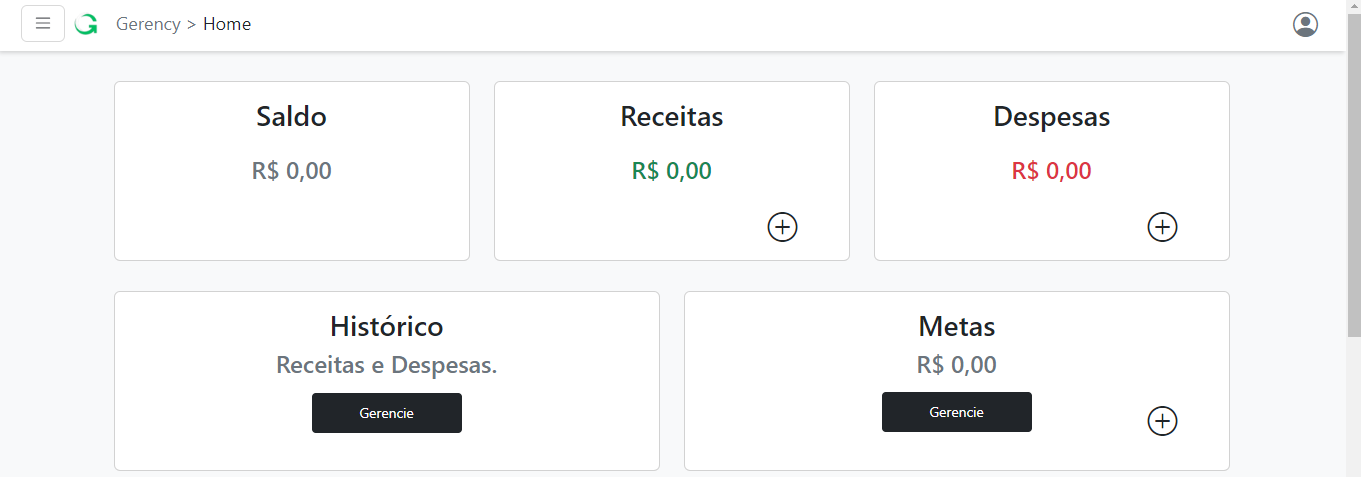 Gerency > Home
Saldo
R$ 0,00
Receitas
R$ 0,00
Despesas
R$ 0,00
Histórico
Receitas e Despesas.
Gerencie
Metas
R$ 0,00
Gerencie